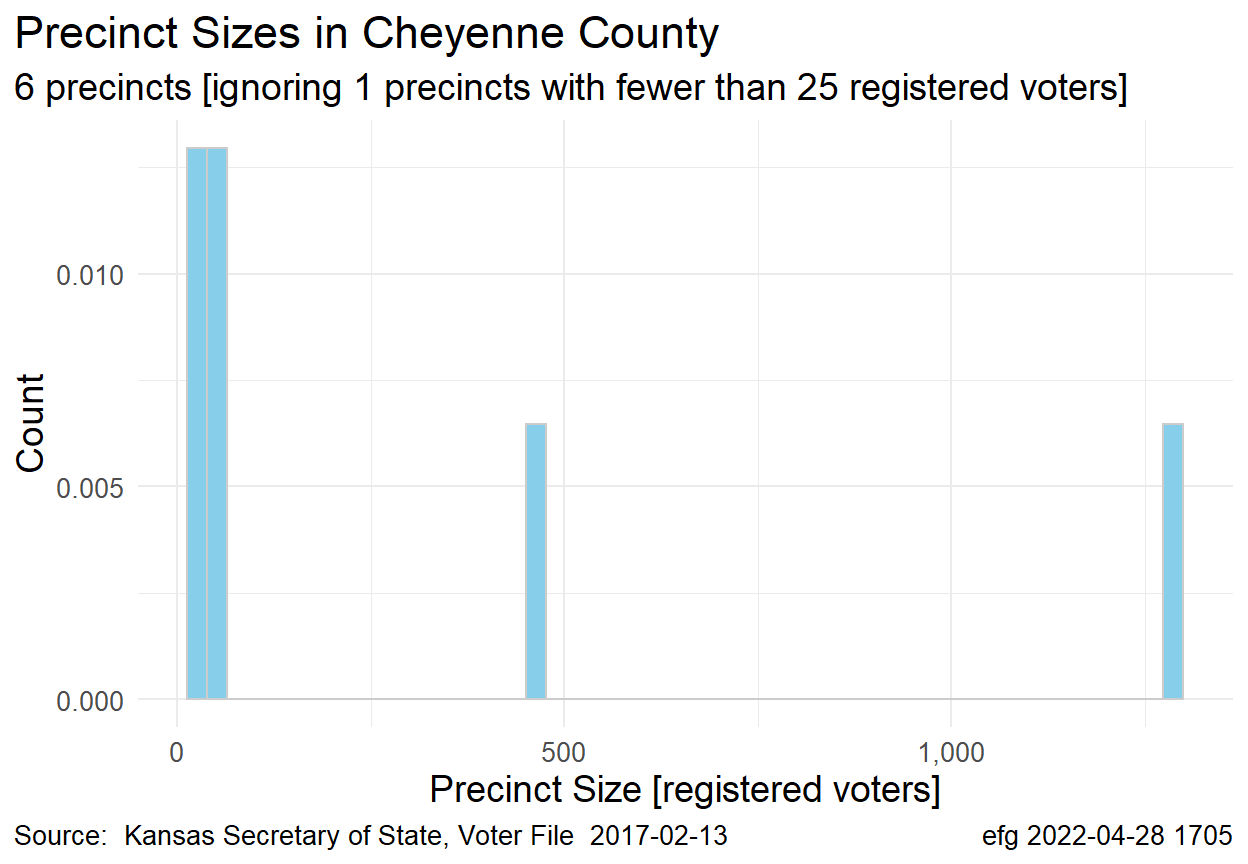 Precinct Sizes in Cheyenne County
6 precincts [ignoring 1 precincts with fewer than 25 registered voters]
Count
0.010
0.005
0.000
0 500 1,000
Precinct Size [registered voters]
Source:  Kansas Secretary of State, Voter File  2017-02-13 efg 2022-04-28 1705